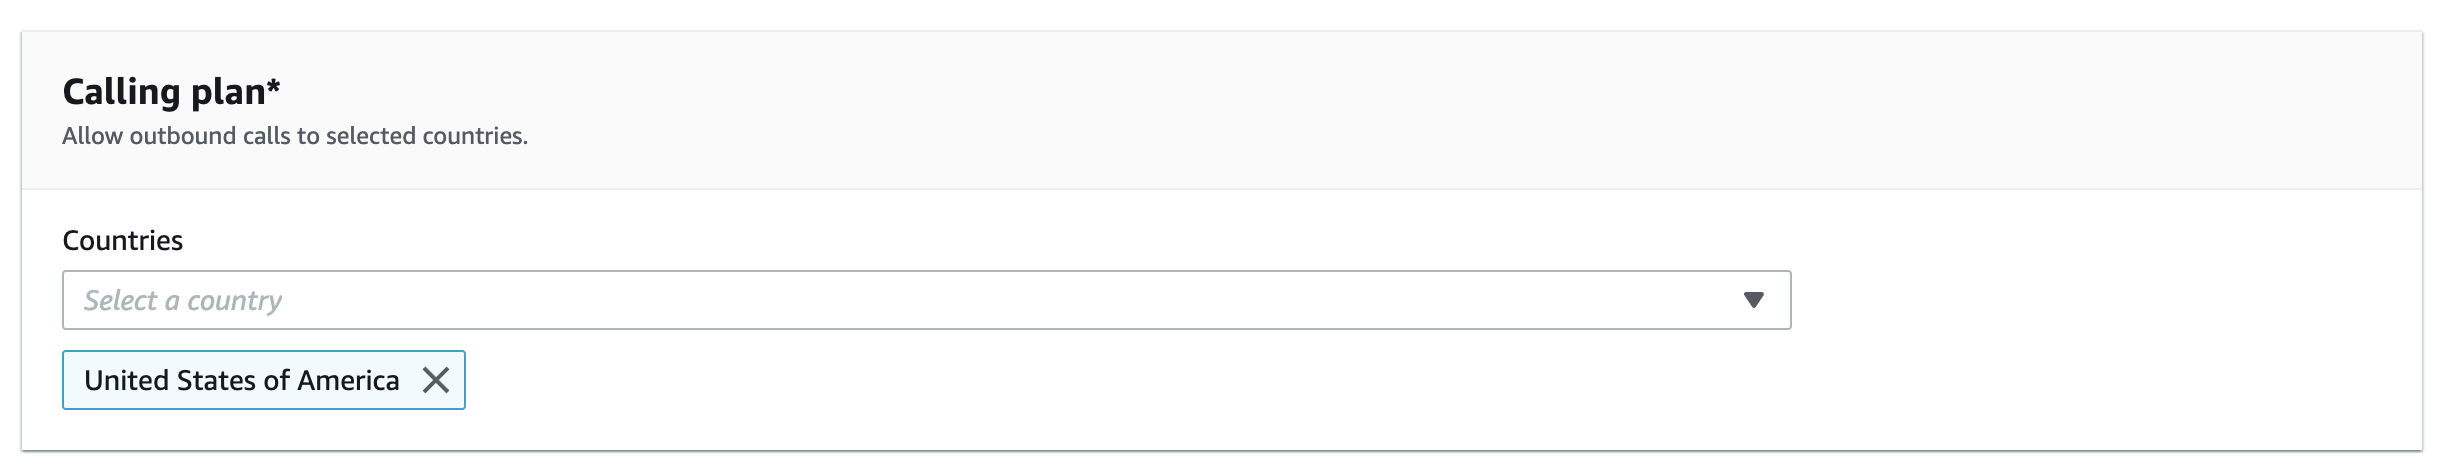 Calling plan*
Allow outbound calls to selected countries.
Countries
Select a country
United States of America